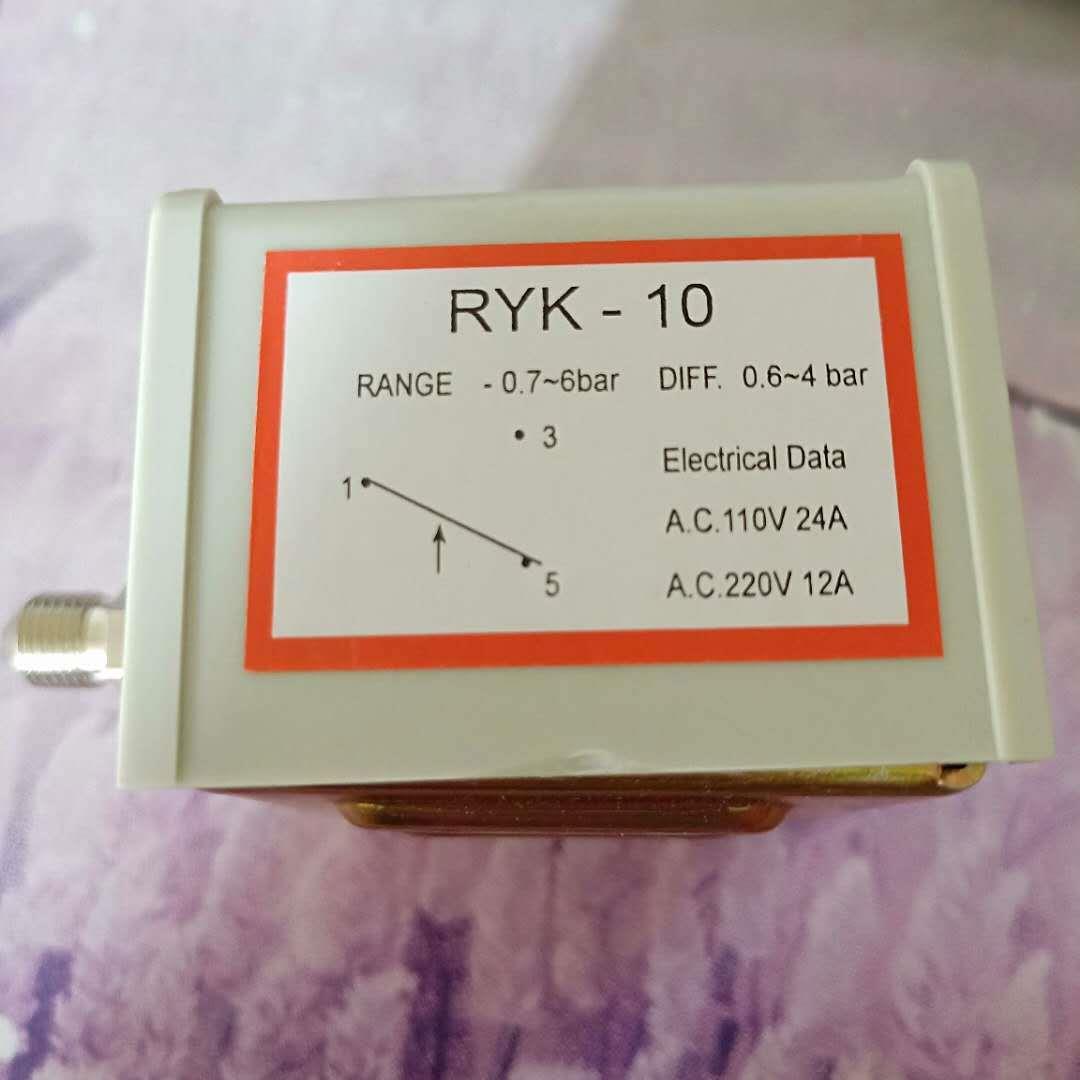 RYK - 10
RANGE - 0.7~6bar DIFF. 0.6~4 bar
3
1
5
Electrical Data
A.C.110V 24A
A.C.220V 12A